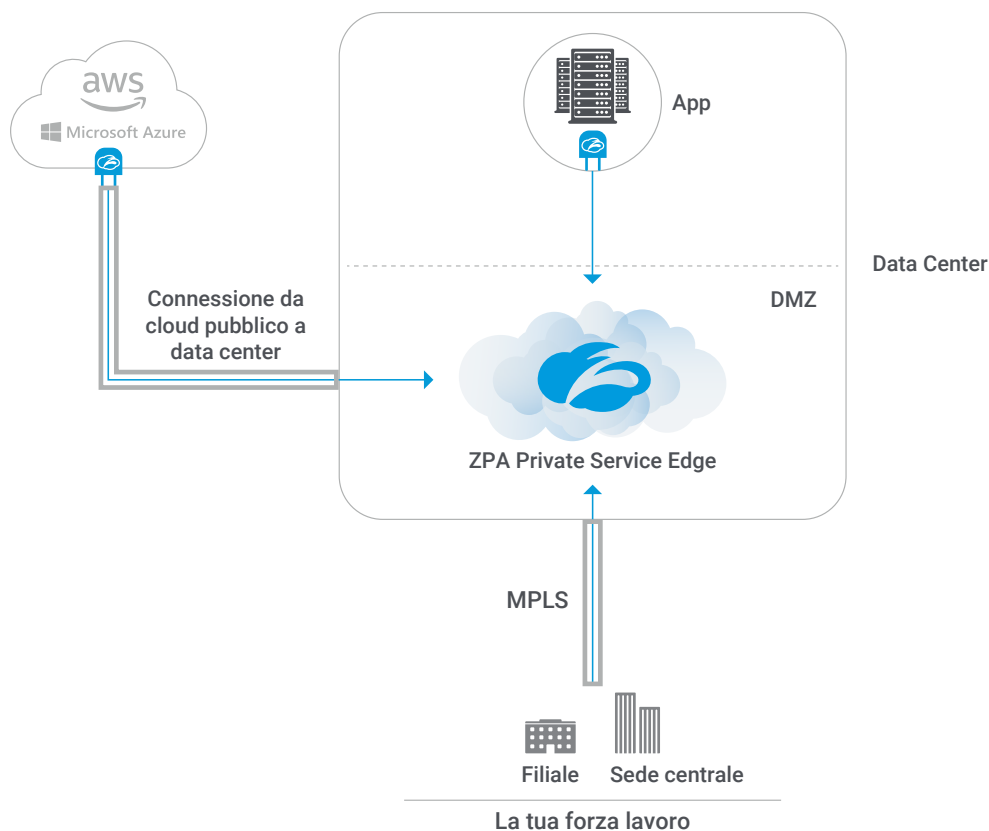 aws
Microsoft Azure
App
Data Center
DMZ
Connessione da
cloud pubblico a
data center
ZPA Private Service Edge
MPLS
Filiale
Sede centrale
La tua forza lavoro